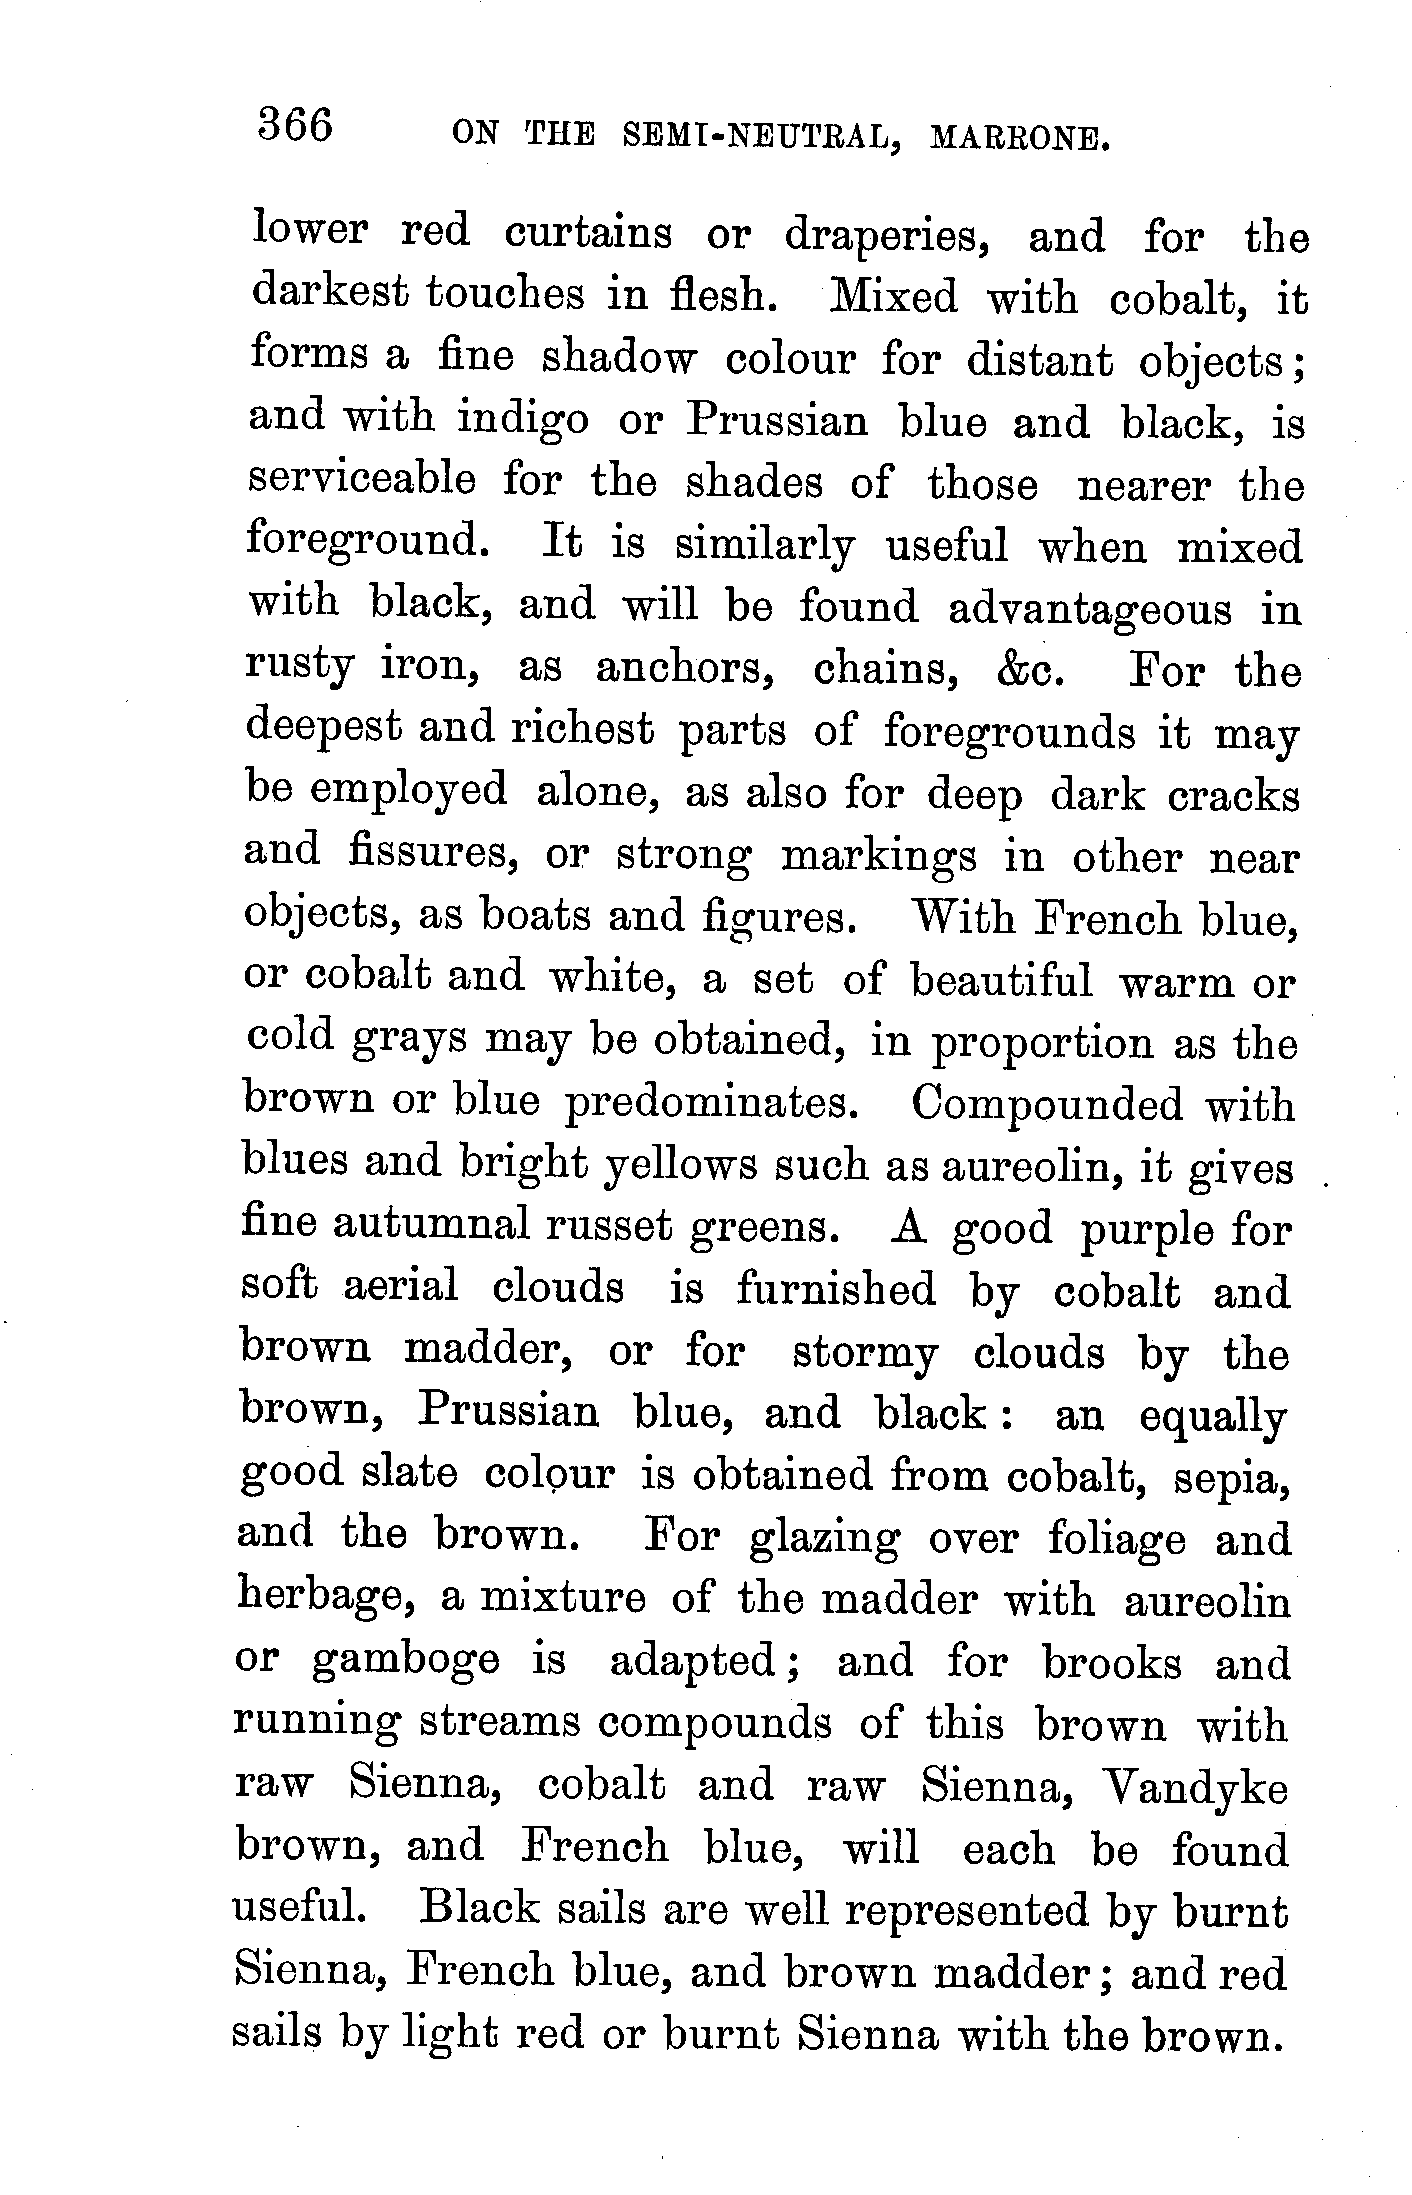 366 ON THE SEMI-NEUTRAL, MARRONE.
lower red curtains or draperies, and for the
darkest touches in flesh. Mixed with cobalt, it
forms a fine shadow colour for distant objects;
and with indigo or Prussian blue and black, is
serviceable for the shades of those nearer the
foreground. It is similarly useful when mixed
with black, and will be found advantageous in
rusty iron, as anchors, chains, &c. For the
deepest and richest parts of foregrounds it may
be employed alone, as also for deep dark cracks
and fissures, or strong markings in other near
objects, as boats and figures. With French blue,
or cobalt and white, a set of beautiful warm or
cold grays may be obtained, in proportion as the
brown or blue predominates. Compounded with
blues and bright yellows such as aureolin, it gives
fine autumnal russet greens. A good purple for
soft aerial clouds is furnished by cobalt and
brown madder, or for stormy clouds by the
brown, Prussian blue, and black: an equally
good slate colour is obtained from cobalt, sepia,
and the brown. For glazing over foliage and
herbage, a mixture of the madder with aureolin
or gamboge is adapted; and for brooks and
running streams compounds of this brown with
raw Sienna, cobalt and raw Sienna, Vandyke
brown, and French blue, will each be found
useful. Black sails are well represented by burnt
Sienna, French blue, and brown madder; and red
sails by light red or burnt Sienna with the brown.